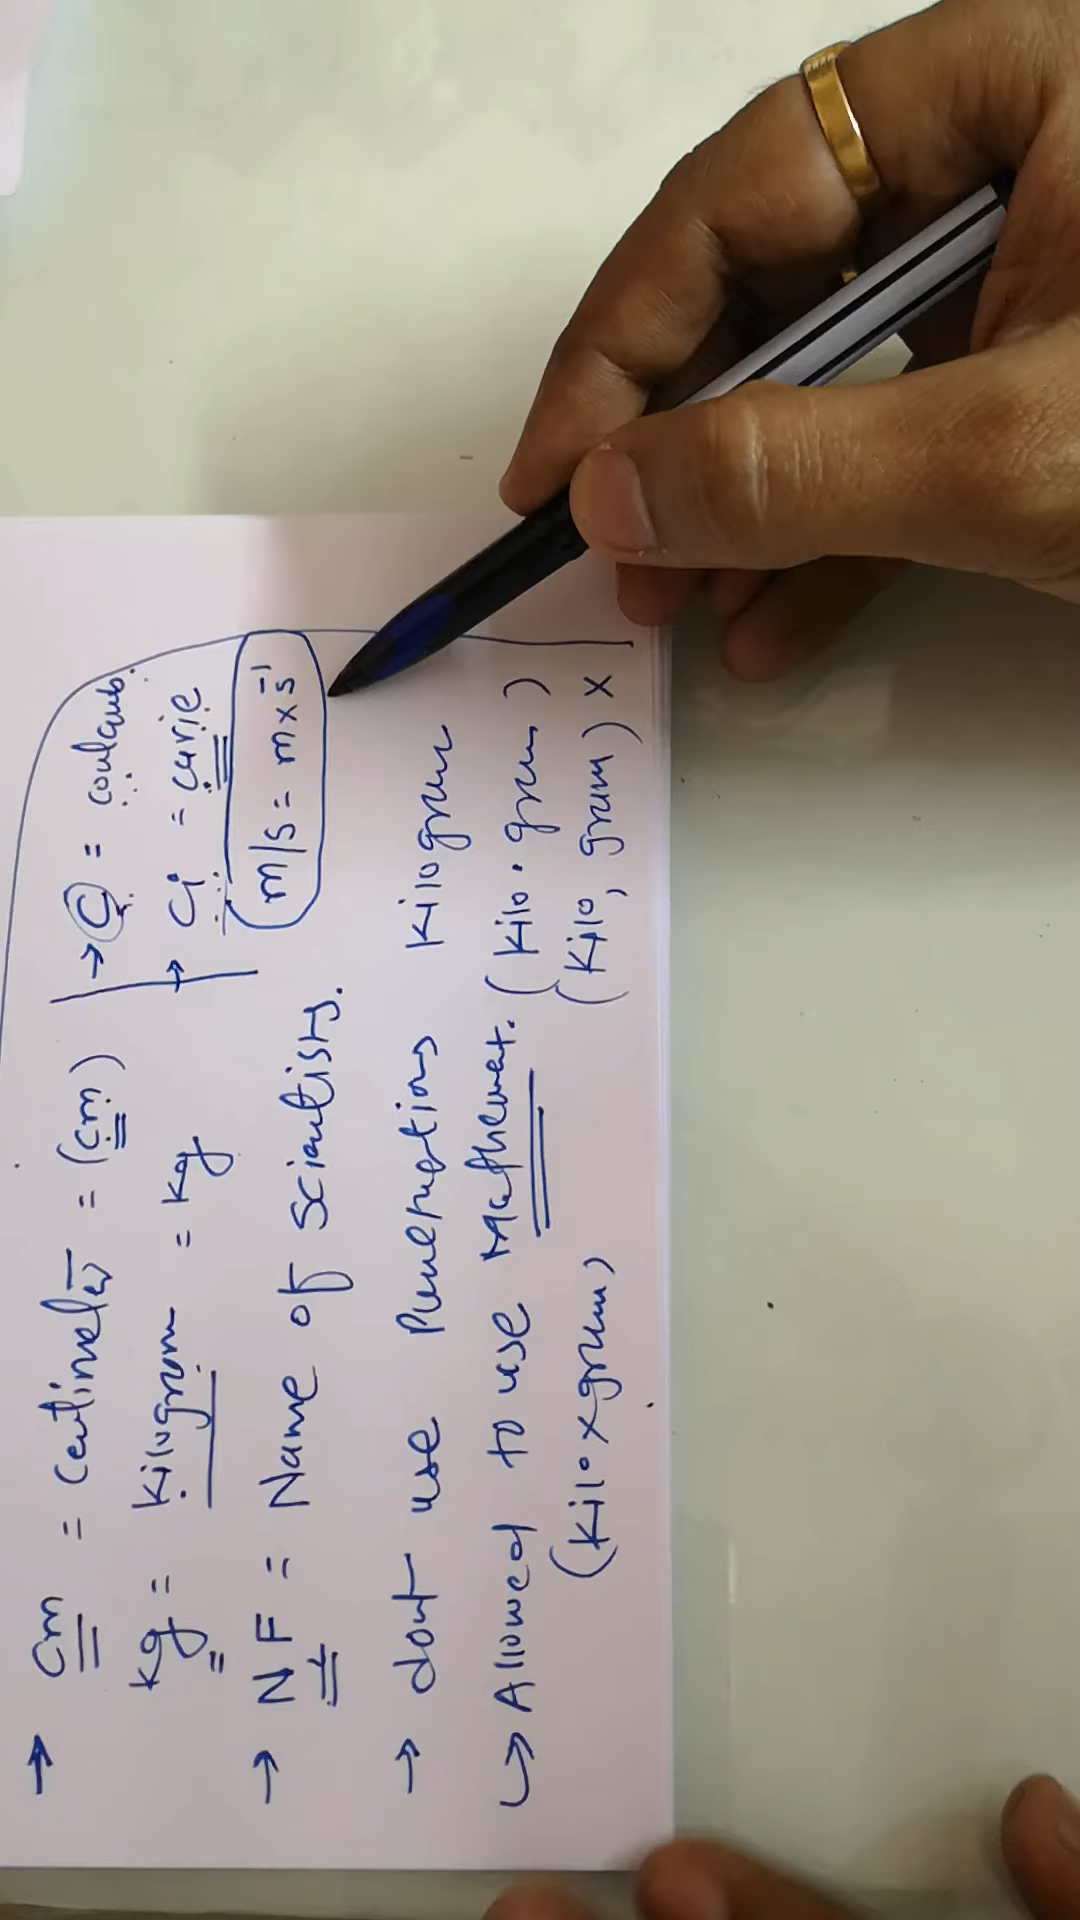 → cm = centimeter = (cm)
kg = kilogram = kg
→ NF = Name of Scientists.
→ dont use Punctuations Kilogram
↳ Allowed to use Mathemat. (Kilo. gram)
(Kilo x gram) (Kilo, gram) x
→ C = coulamb.
→ Ci = curie
m/s = m x s⁻¹